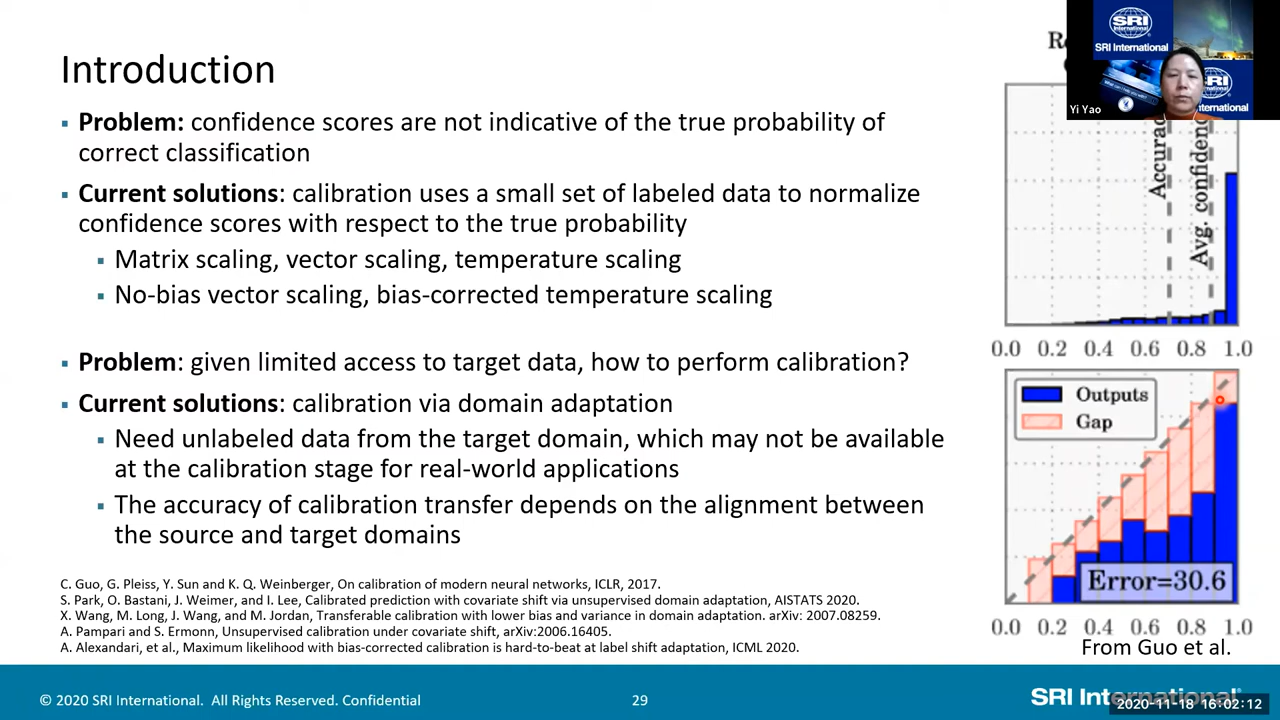 Introduction
Problem: confidence scores are not indicative of the true probability of
correct classification
Current solutions: calibration uses a small set of labeled data to normalize
confidence scores with respect to the true probability
Matrix scaling, vector scaling, temperature scaling
No-bias vector scaling, bias-corrected temperature scaling
Problem: given limited access to target data, how to perform calibration?
Current solutions: calibration via domain adaptation
Need unlabeled data from the target domain, which may not be available
at the calibration stage for real-world applications
The accuracy of calibration transfer depends on the alignment between
the source and target domains
C. Guo, G. Pleiss, Y. Sun and K. Q. Weinberger, On calibration of modern neural networks, ICLR, 2017.
S. Park, O. Bastani, J. Weimer, and I. Lee, Calibrated prediction with covariate shift via unsupervised domain adaptation, AISTATS 2020.
X. Wang, M. Long, J. Wang, and M. Jordan, Transferable calibration with lower bias and variance in domain adaptation. arXiv: 2007.08259.
A. Pampari and S. Ermonn, Unsupervised calibration under covariate shift, arXiv:2006.16405.
A. Alexandari, et al., Maximum likelihood with bias-corrected calibration is hard-to-beat at label shift adaptation, ICML 2020.
SRI International
Yi Yao
Avg. confidenc
0.0 0.2 0.4 0.6 0.8 1.0
Outputs
Gap
Error=30.6
0.0 0.2 0.4 0.6 0.8 1.0
From Guo et al.
© 2020 SRI International. All Rights Reserved. Confidential
29
SRI International
2020-11-18 16:02:12